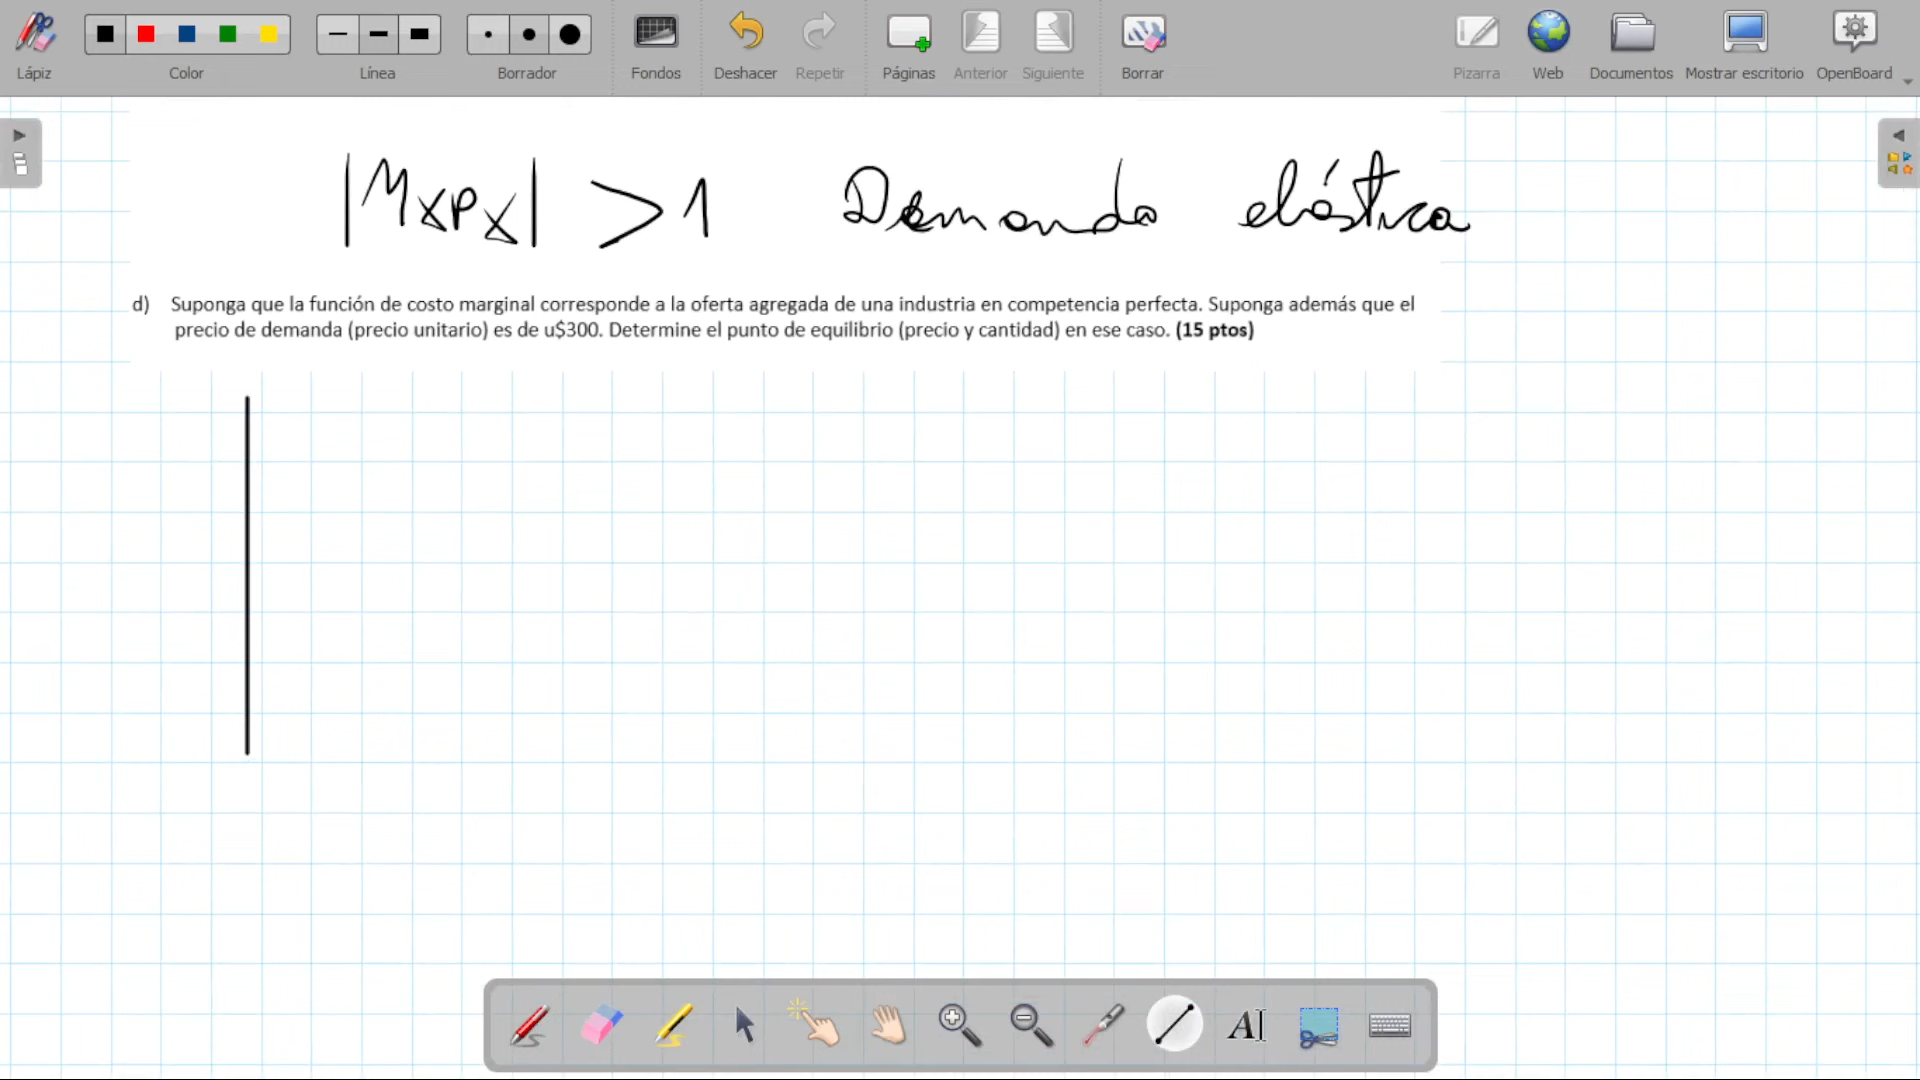 Lápiz
Color
Línea
Borrador
Fondos
Deshacer
Repetir
Páginas
Anterior
Siguiente
Borrar
Pizarra
Web
Documentos
Mostrar escritorio
OpenBoard
|MxPx| > 1 Demanda elástica
d) Suponga que la función de costo marginal corresponde a la oferta agregada de una industria en competencia perfecta. Suponga además que el
precio de demanda (precio unitario) es de u$300. Determine el punto de equilibrio (precio y cantidad) en ese caso. (15 ptos)
AI